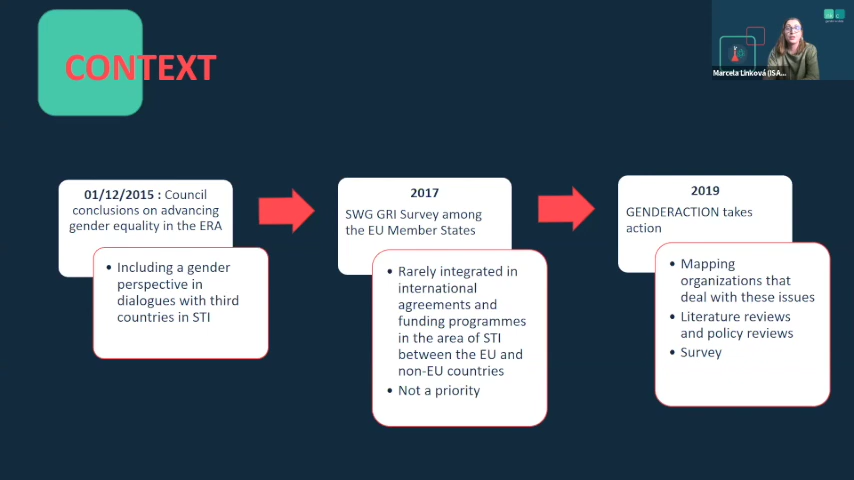 CONTEXT
Marcela Linková (ISA...
01/12/2015 : Council
conclusions on advancing
gender equality in the ERA
• Including a gender
perspective in
dialogues with third
countries in STI
2017
SWG GRI Survey among
the EU Member States
• Rarely integrated in
international
agreements and
funding programmes
in the area of STI
between the EU and
non-EU countries
• Not a priority
2019
GENDERACTION takes
action
• Mapping
organizations that
deal with these issues
• Literature reviews
and policy reviews
• Survey